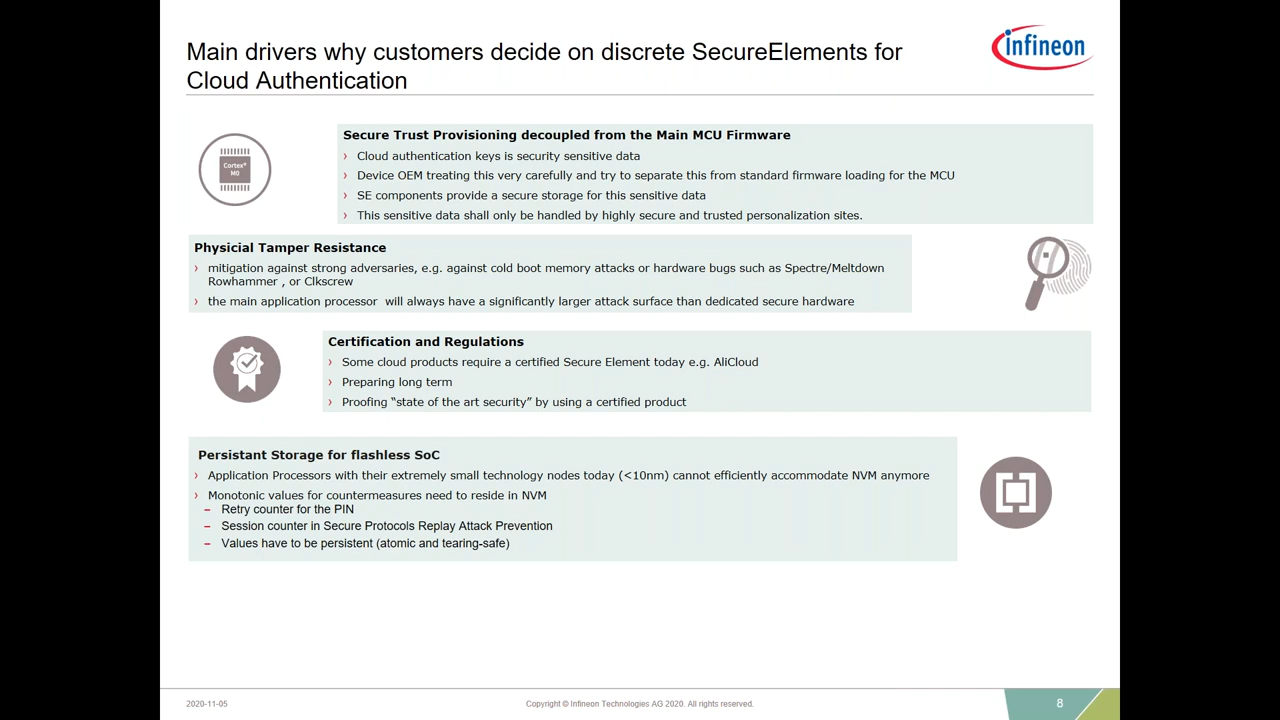 Main drivers why customers decide on discrete SecureElements for
Cloud Authentication
infineon
Cortex®
M0
Secure Trust Provisioning decoupled from the Main MCU Firmware
› Cloud authentication keys is security sensitive data
› Device OEM treating this very carefully and try to separate this from standard firmware loading for the MCU
› SE components provide a secure storage for this sensitive data
› This sensitive data shall only be handled by highly secure and trusted personalization sites.
Physicial Tamper Resistance
› mitigation against strong adversaries, e.g. against cold boot memory attacks or hardware bugs such as Spectre/Meltdown
Rowhammer , or Clkscrew
› the main application processor will always have a significantly larger attack surface than dedicated secure hardware
Certification and Regulations
› Some cloud products require a certified Secure Element today e.g. AliCloud
› Preparing long term
› Proofing “state of the art security” by using a certified product
Persistant Storage for flashless SoC
› Application Processors with their extremely small technology nodes today (<10nm) cannot efficiently accommodate NVM anymore
› Monotonic values for countermeasures need to reside in NVM
– Retry counter for the PIN
– Session counter in Secure Protocols Replay Attack Prevention
– Values have to be persistent (atomic and tearing-safe)
2020-11-05
Copyright © Infineon Technologies AG 2020. All rights reserved.
8